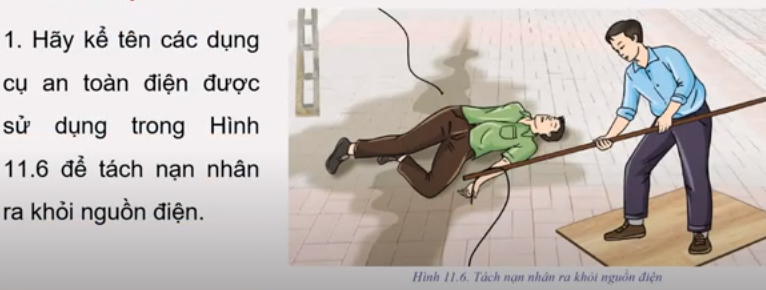 1. Hãy kể tên các dụng
cụ an toàn điện được
sử dụng trong Hình
11.6 để tách nạn nhân
ra khỏi nguồn điện.
Hình 11.6. Tách nạn nhân ra khỏi nguồn điện